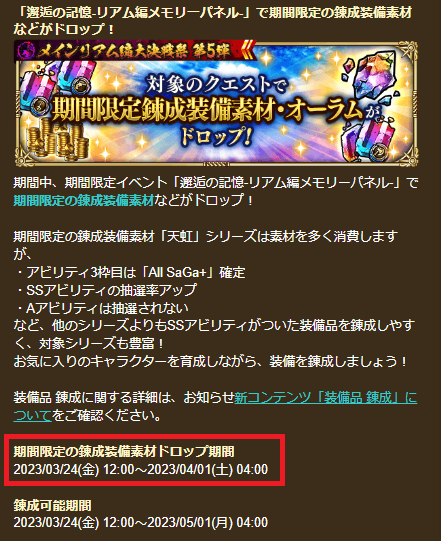 「邂逅の記憶-リアム編メモリーパネル-」で期間限定の錬成装備素材
などがドロップ！
メインリアム編大決戦祭 第5弾
対象のクエストで
期間限定錬成装備素材・オーラムが
ドロップ!
期間中、期間限定イベント「邂逅の記憶-リアム編メモリーパネル-」で
期間限定の錬成装備素材などがドロップ！
期間限定の錬成装備素材「天虹」シリーズは素材を多く消費します
が、
・アビリティ3枠目は「All SaGa+」確定
・SSアビリティの抽選率アップ
・Aアビリティは抽選されない
など、他のシリーズよりもSSアビリティがついた装備品を錬成しやす
く、対象シリーズも豊富！
お気に入りのキャラクターを育成しながら、装備を錬成しましょう！
装備品 錬成に関する詳細は、お知らせ新コンテンツ「装備品 錬成」に
ついてをご確認ください。
期間限定の錬成装備素材ドロップ期間
2023/03/24(金) 12:00～2023/04/01(土) 04:00
錬成可能期間
2023/03/24(金) 12:00～2023/05/01(月) 04:00